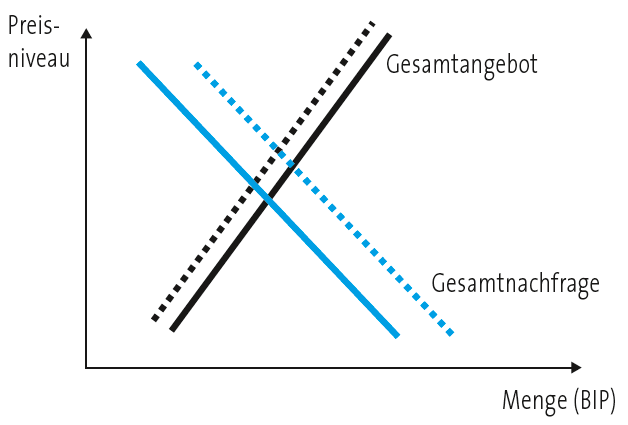 Preis-
niveau
Gesamtangebot
Gesamtnachfrage
Menge (BIP)